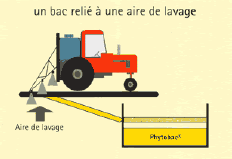 un bac relié à une aire de lavage
Aire de lavage
Phytobac®